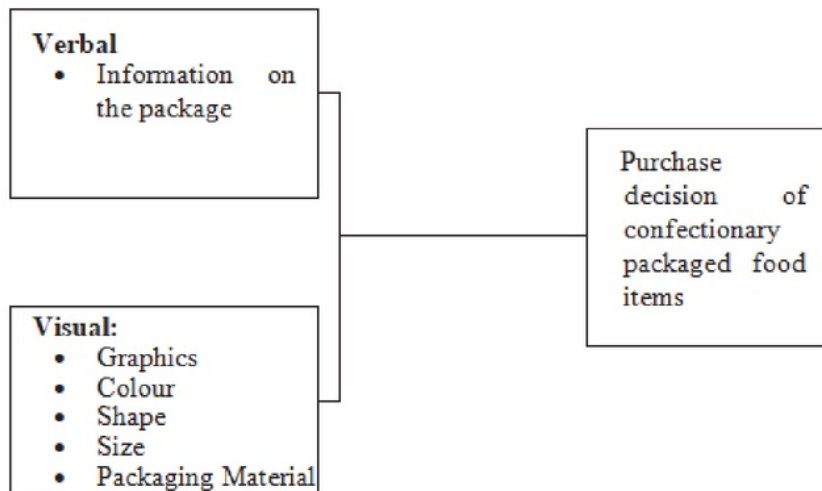 Verbal
• Information on
the package
Visual:
• Graphics
• Colour
• Shape
• Size
• Packaging Material
Purchase
decision of
confectionary
packaged food
items